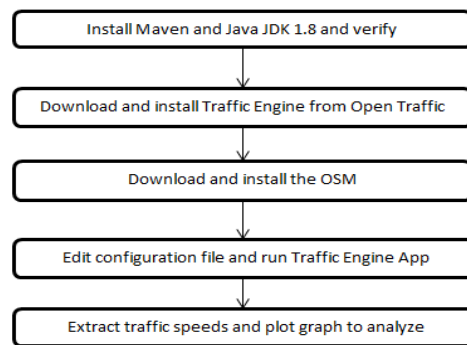 Install Maven and Java JDK 1.8 and verify
Download and install Traffic Engine from Open Traffic
Download and install the OSM
Edit configuration file and run Traffic Engine App
Extract traffic speeds and plot graph to analyze